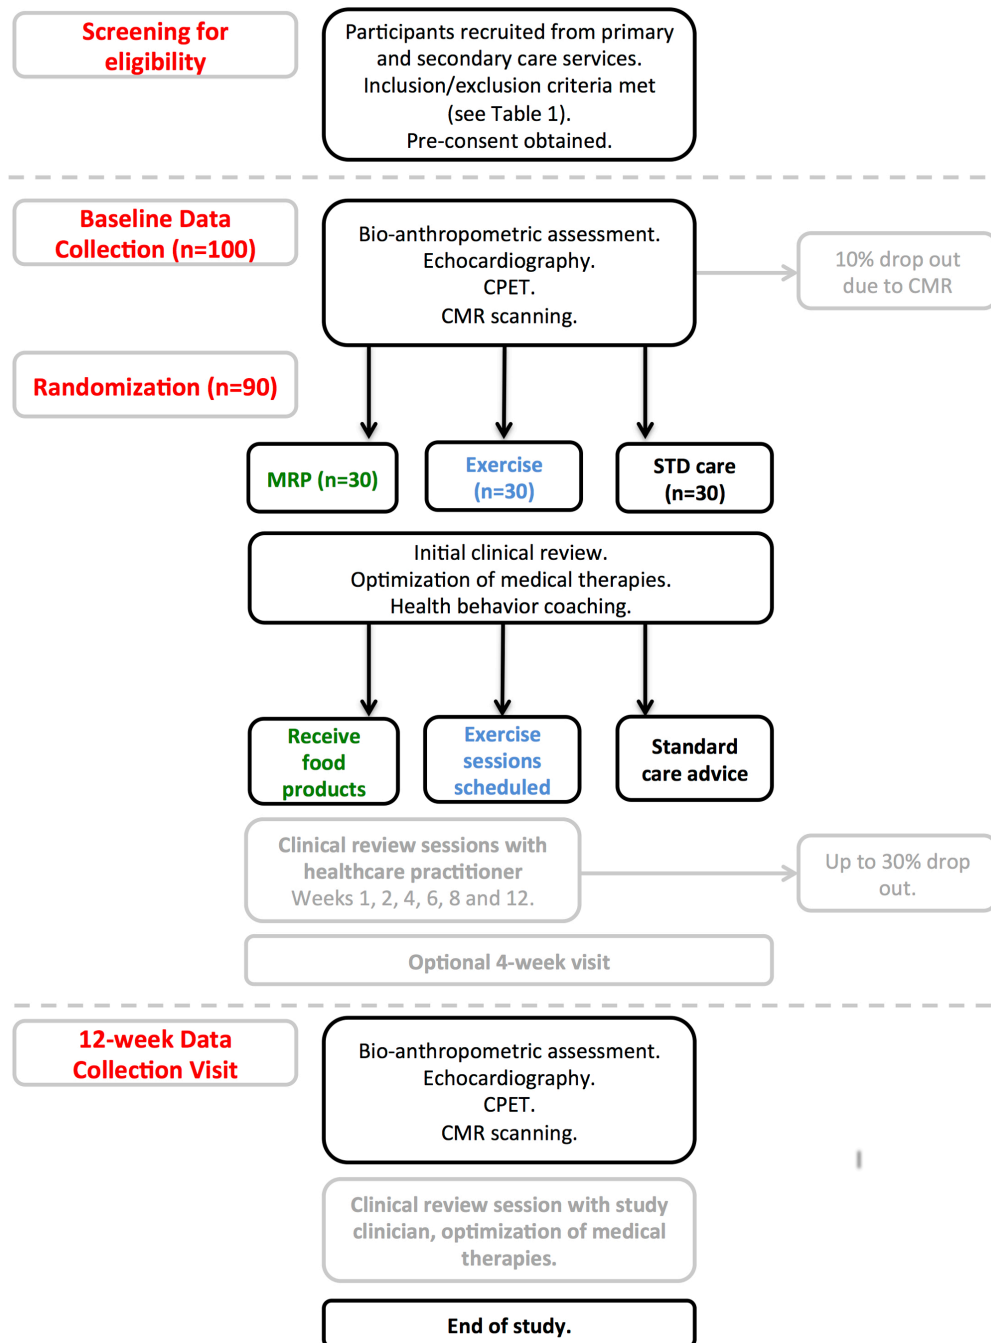 Screening for
eligibility
Participants recruited from primary
and secondary care services.
Inclusion/exclusion criteria met
(see Table 1).
Pre-consent obtained.
Baseline Data
Collection (n=100)
Bio-anthropometric assessment.
Echocardiography.
CPET.
CMR scanning.
10% drop out
due to CMR
Randomization (n=90)
MRP (n=30)
Exercise
(n=30)
STD care
(n=30)
Initial clinical review.
Optimization of medical therapies.
Health behavior coaching.
Receive
food
products
Exercise
sessions
scheduled
Standard
care advice
Clinical review sessions with
healthcare practitioner
Weeks 1, 2, 4, 6, 8 and 12.
Up to 30% drop
out.
Optional 4-week visit
12-week Data
Collection Visit
Bio-anthropometric assessment.
Echocardiography.
CPET.
CMR scanning.
Clinical review session with study
clinician, optimization of medical
therapies.
End of study.